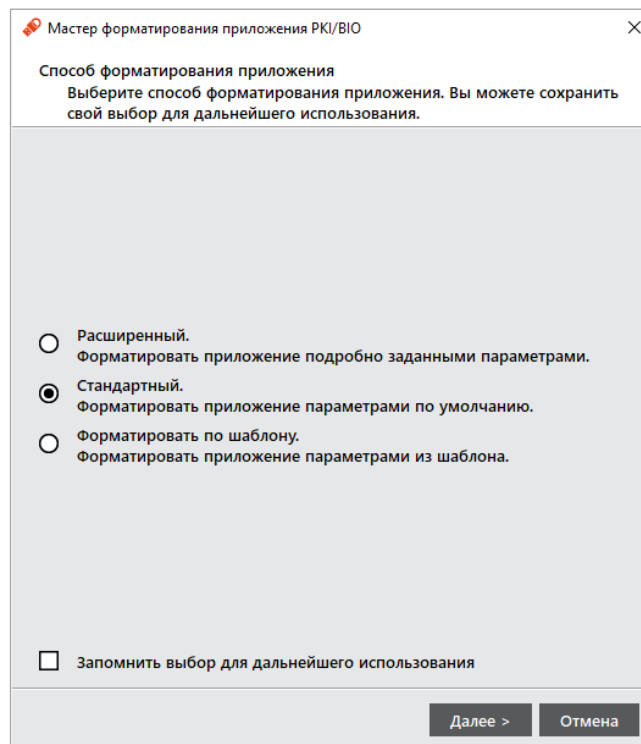 Мастер форматирования приложения PKI/BIO
Способ форматирования приложения
Выберите способ форматирования приложения. Вы можете сохранить
свой выбор для дальнейшего использования.
Расширенный.
Форматировать приложение подробно заданными параметрами.
Стандартный.
Форматировать приложение параметрами по умолчанию.
Форматировать по шаблону.
Форматировать приложение параметрами из шаблона.
Запомнить выбор для дальнейшего использования
Далее > Отмена